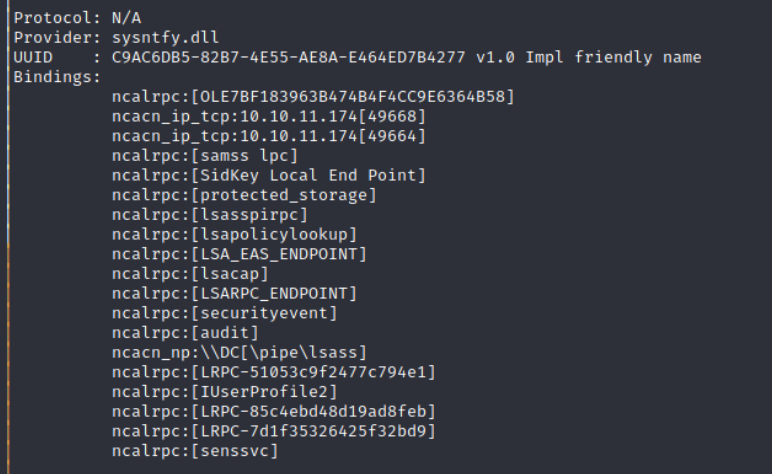 Protocol: N/A
Provider: sysntfy.dll
UUID    : C9AC6DB5-82B7-4E55-AE8A-E464ED7B4277 v1.0 Impl friendly name
Bindings:
          ncalrpc:[OLE7BF183963B474B4F4CC9E6364B58]
          ncacn_ip_tcp:10.10.11.174[49668]
          ncacn_ip_tcp:10.10.11.174[49664]
          ncalrpc:[samss lpc]
          ncalrpc:[SidKey Local End Point]
          ncalrpc:[protected_storage]
          ncalrpc:[lsasspirpc]
          ncalrpc:[lsapolicylookup]
          ncalrpc:[LSA_EAS_ENDPOINT]
          ncalrpc:[lsacap]
          ncalrpc:[LSARPC_ENDPOINT]
          ncalrpc:[securityevent]
          ncalrpc:[audit]
          ncacn_np:\\DC[\pipe\lsass]
          ncalrpc:[LRPC-51053c9f2477c794e1]
          ncalrpc:[IUserProfile2]
          ncalrpc:[LRPC-85c4ebd48d19ad8feb]
          ncalrpc:[LRPC-7d1f35326425f32bd9]
          ncalrpc:[senssvc]